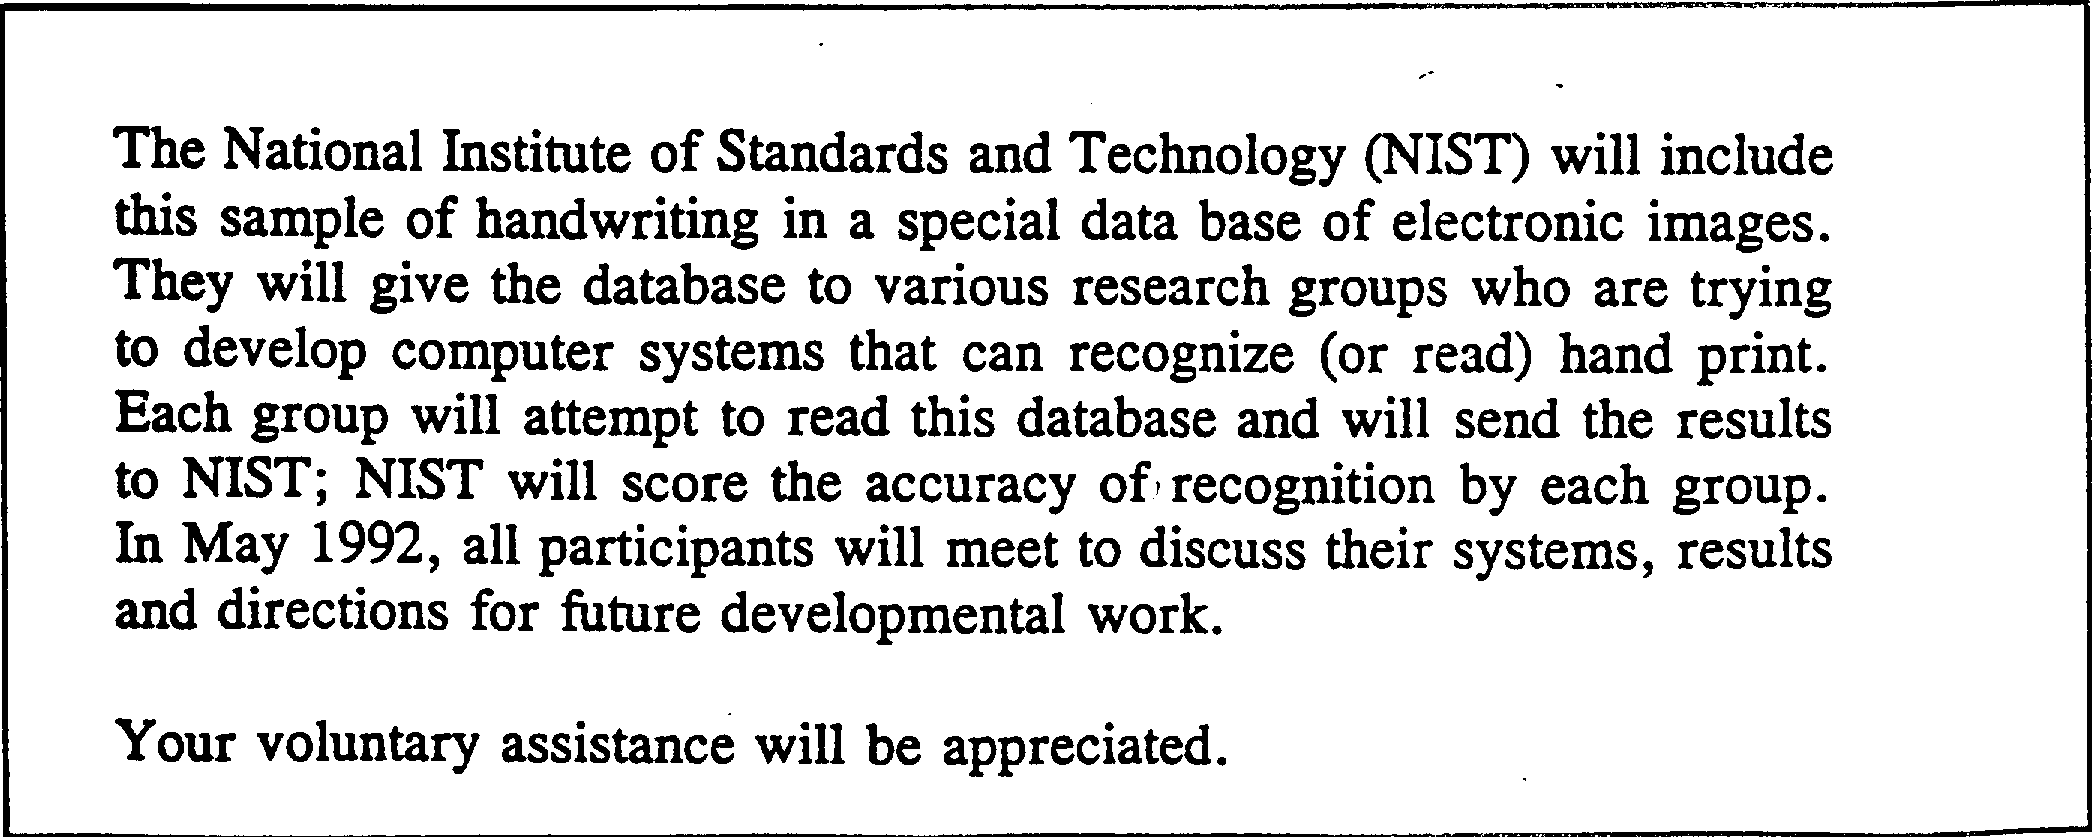 The National Institute of Standards and Technology (NIST) will include
this sample of handwriting in a special data base of electronic images.
They will give the database to various research groups who are trying
to develop computer systems that can recognize (or read) hand print.
Each group will attempt to read this database and will send the results
to NIST; NIST will score the accuracy of recognition by each group.
In May 1992, all participants will meet to discuss their systems, results
and directions for future developmental work.
Your voluntary assistance will be appreciated.